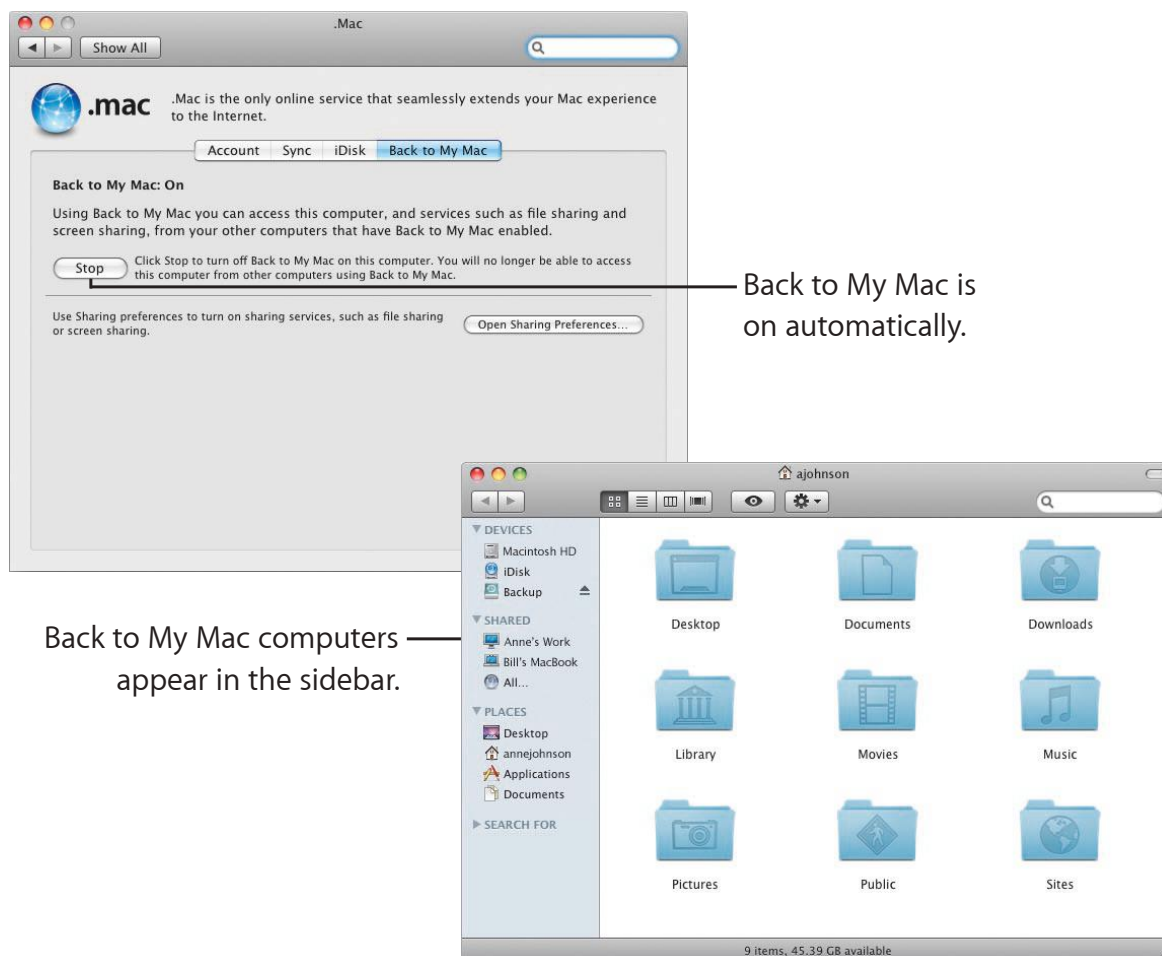 .Mac
Show All
.mac
.Mac is the only online service that seamlessly extends your Mac experience
to the Internet.
Account Sync iDisk Back to My Mac
Back to My Mac: On
Using Back to My Mac you can access this computer, and services such as file sharing and
screen sharing, from your other computers that have Back to My Mac enabled.
Stop
Click Stop to turn off Back to My Mac on this computer. You will no longer be able to access
this computer from other computers using Back to My Mac.
Use Sharing preferences to turn on sharing services, such as file sharing
or screen sharing.
Open Sharing Preferences...
Back to My Mac is
on automatically.
Back to My Mac computers
appear in the sidebar.
ajohnson
DEVICES
Macintosh HD
iDisk
Backup
SHARED
Anne's Work
Bill's MacBook
All...
PLACES
Desktop
annejohnson
Applications
Documents
SEARCH FOR
Desktop Documents Downloads
Library Movies Music
Pictures Public Sites
9 items, 45.39 GB available